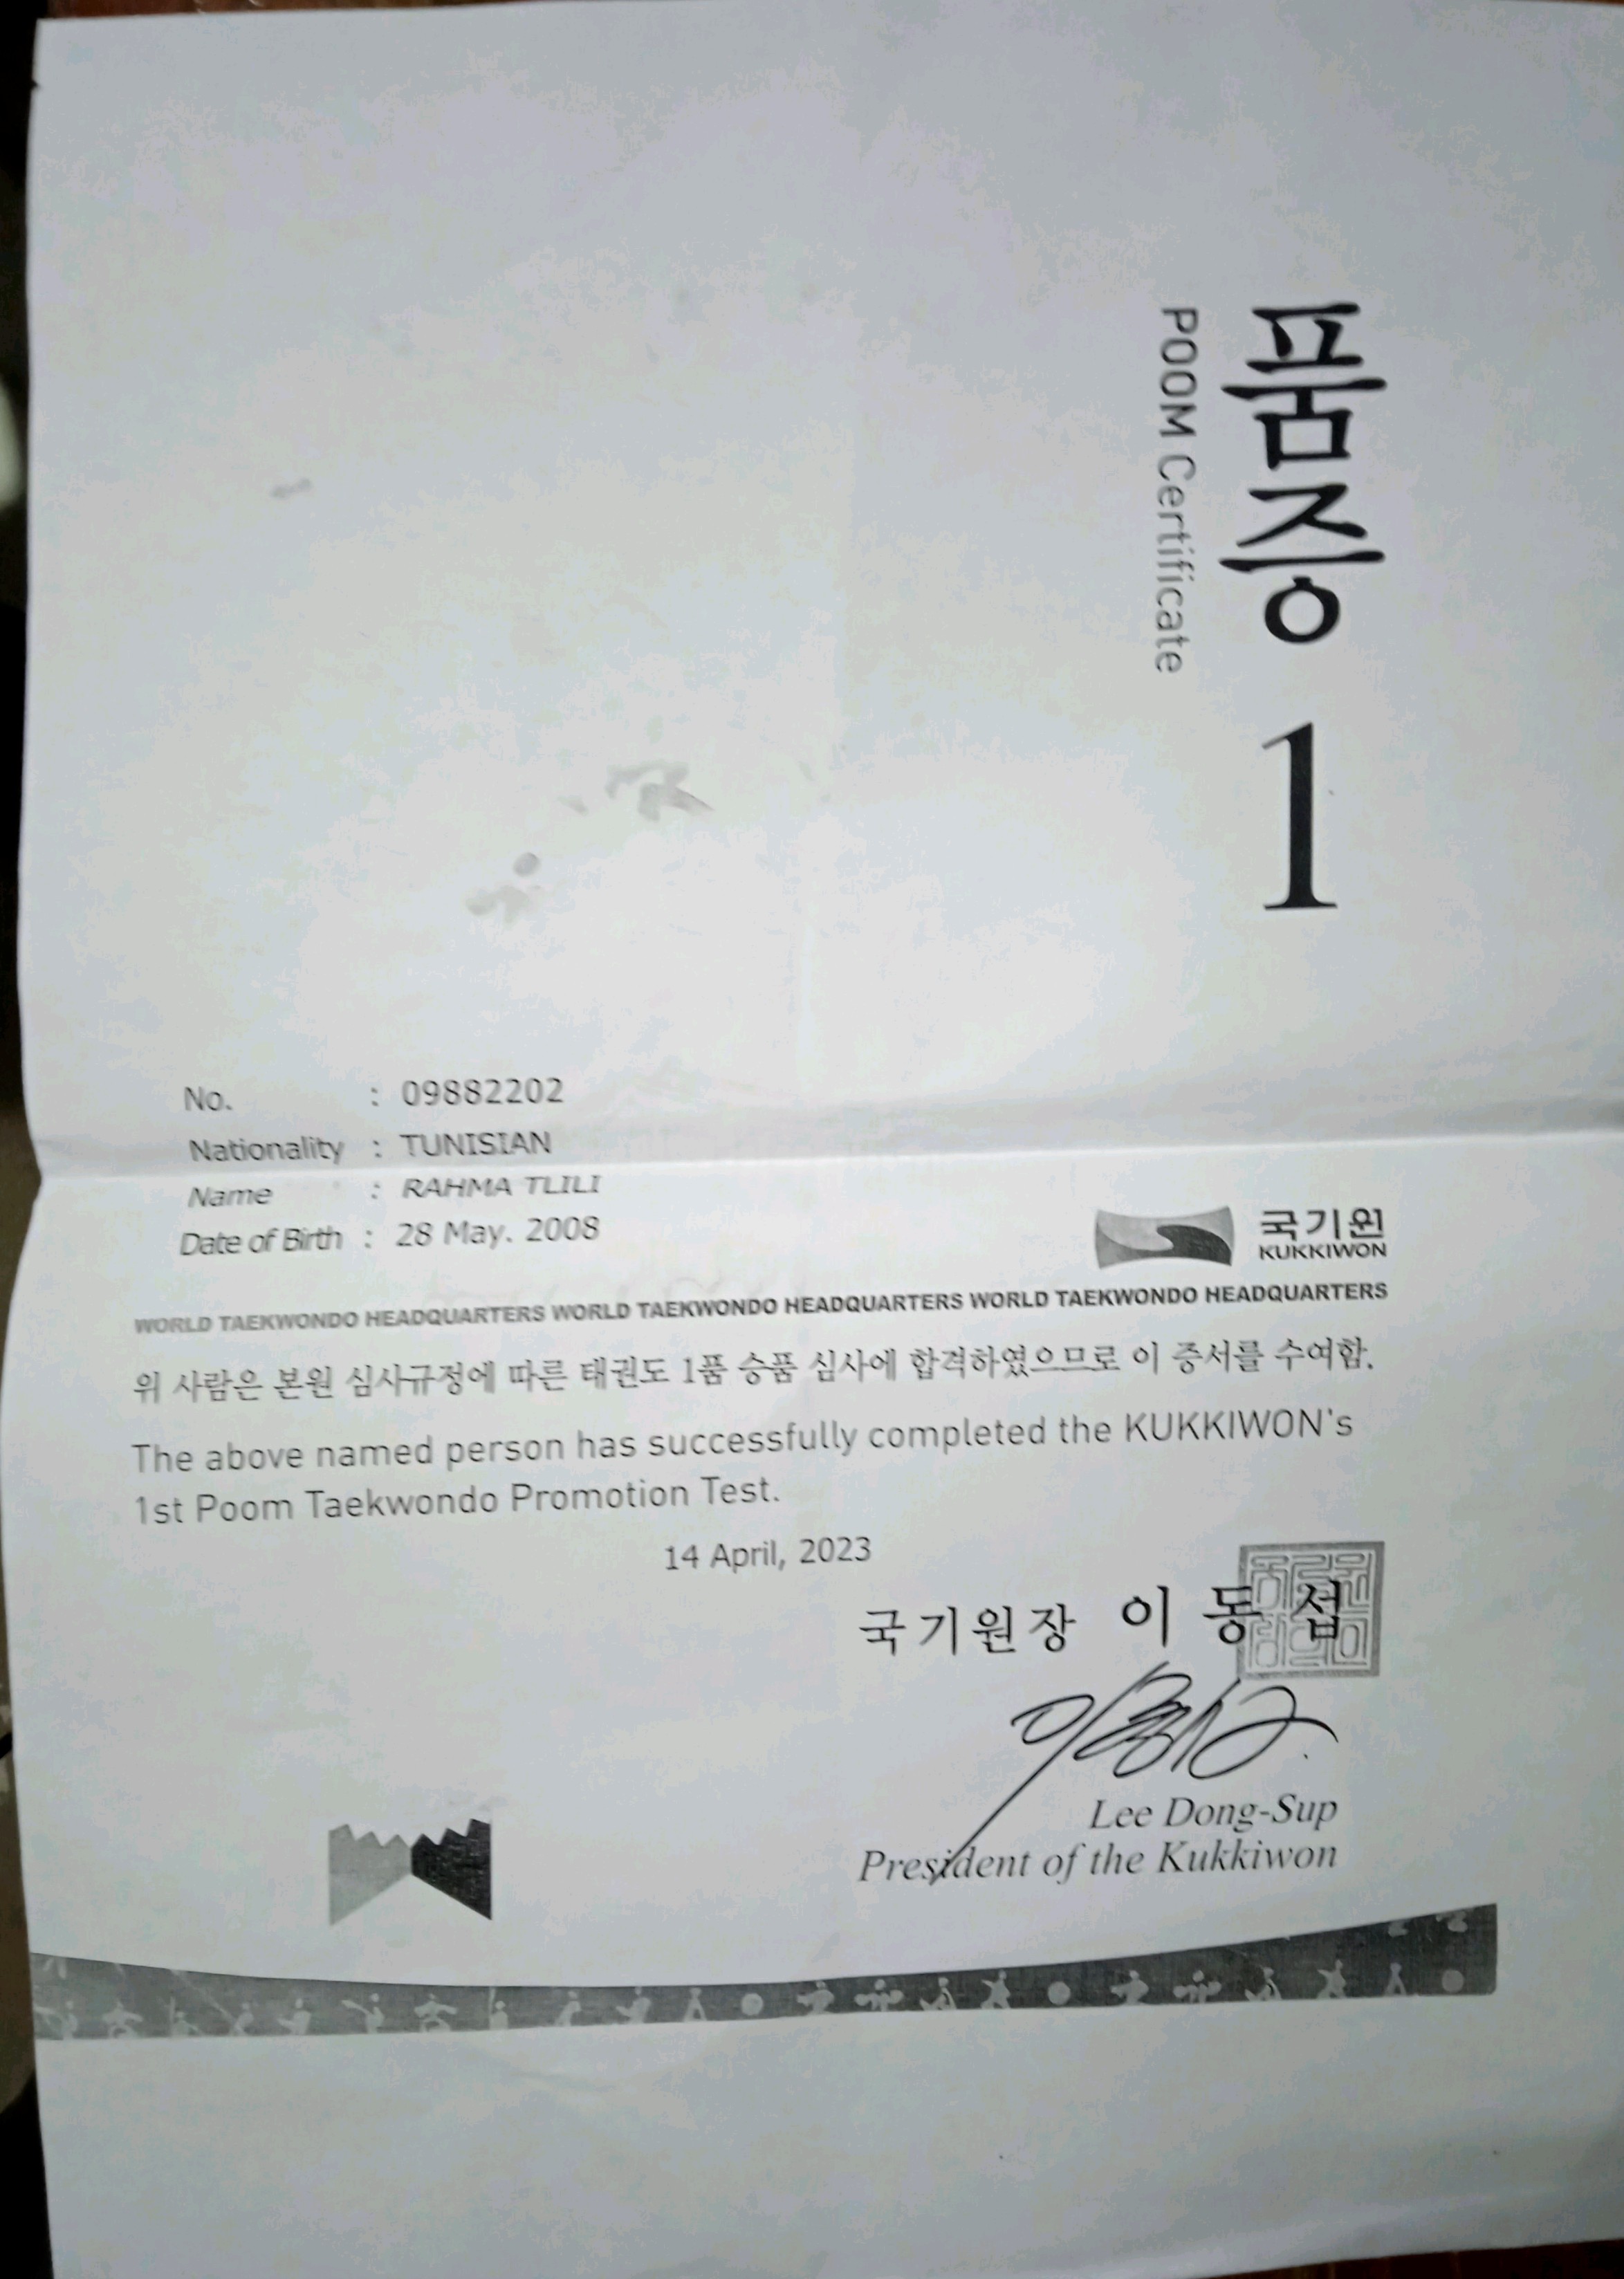 품증 1
POOM Certificate
No. : 09882202
Nationality : TUNISIAN
Name : RAHMA TLILI
Date of Birth : 28 May. 2008
국기원
KUKKIWON
WORLD TAEKWONDO HEADQUARTERS WORLD TAEKWONDO HEADQUARTERS WORLD TAEKWONDO HEADQUARTERS
위 사람은 본원 심사규정에 따른 태권도 1품 승품 심사에 합격하였으므로 이 증서를 수여함.
The above named person has successfully completed the KUKKIWON's
1st Poom Taekwondo Promotion Test.
14 April, 2023
국기원장 이 동 섭
Lee Dong-Sup
President of the Kukkiwon